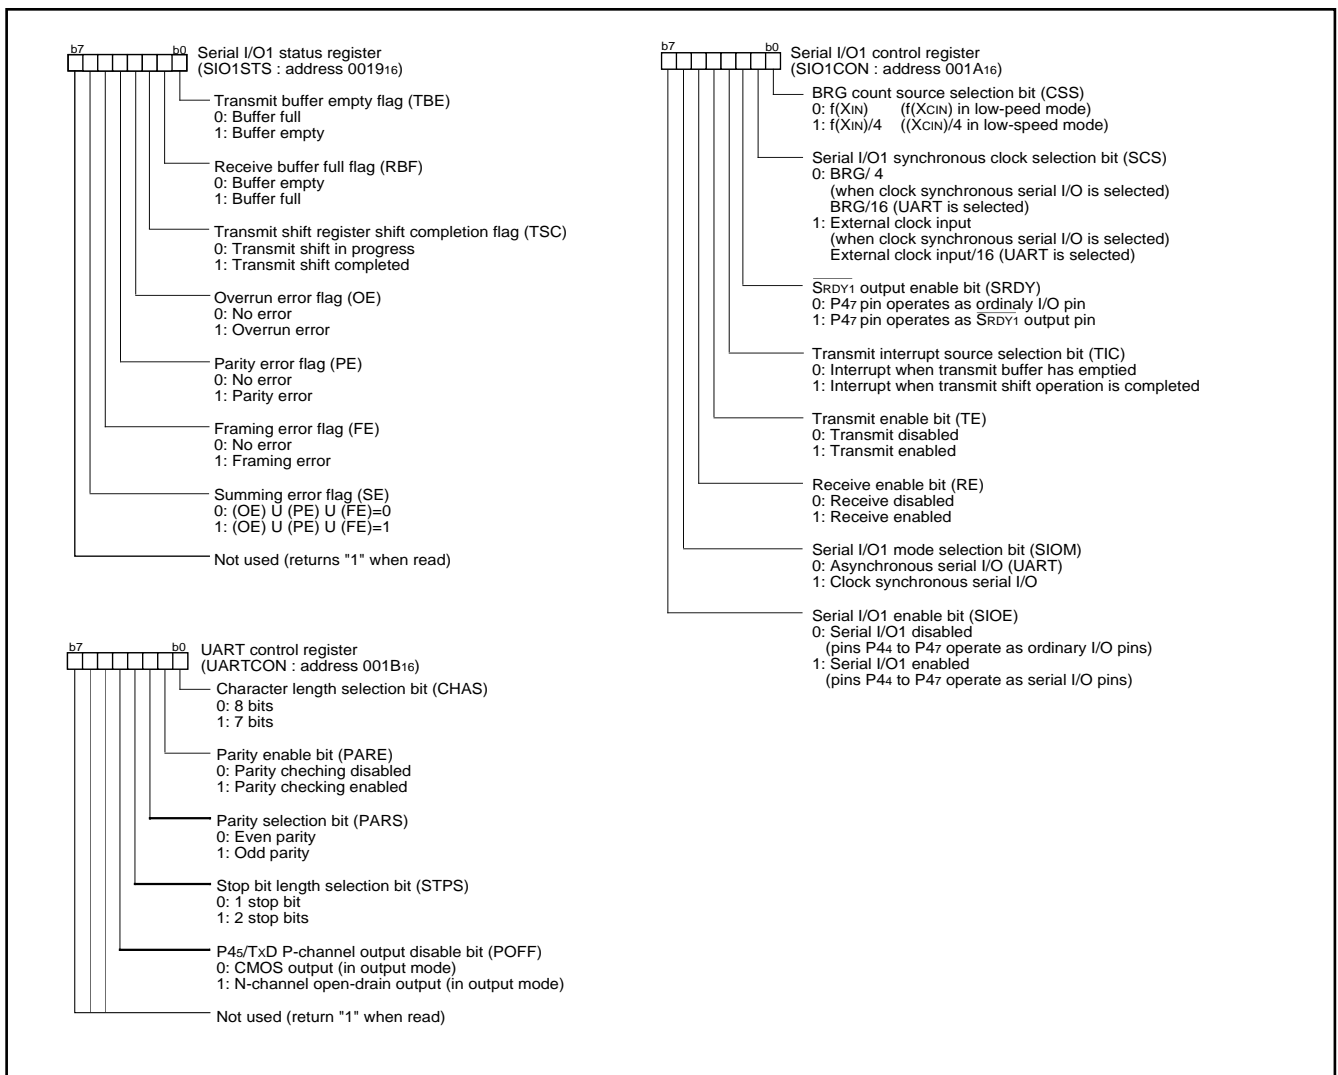 b7 b0 Serial I/O1 status register
(SIO1STS : address 001916)
Transmit buffer empty flag (TBE)
0: Buffer full
1: Buffer empty
Receive buffer full flag (RBF)
0: Buffer empty
1: Buffer full
Transmit shift register shift completion flag (TSC)
0: Transmit shift in progress
1: Transmit shift completed
Overrun error flag (OE)
0: No error
1: Overrun error
Parity error flag (PE)
0: No error
1: Parity error
Framing error flag (FE)
0: No error
1: Framing error
Summing error flag (SE)
0: (OE) U (PE) U (FE)=0
1: (OE) U (PE) U (FE)=1
Not used (returns "1" when read)
b7 b0 UART control register
(UARTCON : address 001B16)
Character length selection bit (CHAS)
0: 8 bits
1: 7 bits
Parity enable bit (PARE)
0: Parity cheching disabled
1: Parity checking enabled
Parity selection bit (PARS)
0: Even parity
1: Odd parity
Stop bit length selection bit (STPS)
0: 1 stop bit
1: 2 stop bits
P45/TXD P-channel output disable bit (POFF)
0: CMOS output (in output mode)
1: N-channel open-drain output (in output mode)
Not used (return "1" when read)
b7 b0 Serial I/O1 control register
(SIO1CON : address 001A16)
BRG count source selection bit (CSS)
0: f(XIN) (f(XCIN) in low-peed mode)
1: f(XIN)/4 ((XCIN)/4 in low-speed mode)
Serial I/O1 synchronous clock selection bit (SCS)
0: BRG/ 4
(when clock synchronous serial I/O is selected)
BRG/16 (UART is selected)
1: External clock input
(when clock synchronous serial I/O is selected)
External clock input/16 (UART is selected)
SRDY1 output enable bit (SRDY)
0: P47 pin operates as ordinaly I/O pin
1: P47 pin operates as SRDY1 output pin
Transmit interrupt source selection bit (TIC)
0: Interrupt when transmit buffer has emptied
1: Interrupt when transmit shift operation is completed
Transmit enable bit (TE)
0: Transmit disabled
1: Transmit enabled
Receive enable bit (RE)
0: Receive disabled
1: Receive enabled
Serial I/O1 mode selection bit (SIOM)
0: Asynchronous serial I/O (UART)
1: Clock synchronous serial I/O
Serial I/O1 enable bit (SIOE)
0: Serial I/O1 disabled
(pins P44 to P47 operate as ordinary I/O pins)
1: Serial I/O1 enabled
(pins P44 to P47 operate as serial I/O pins)